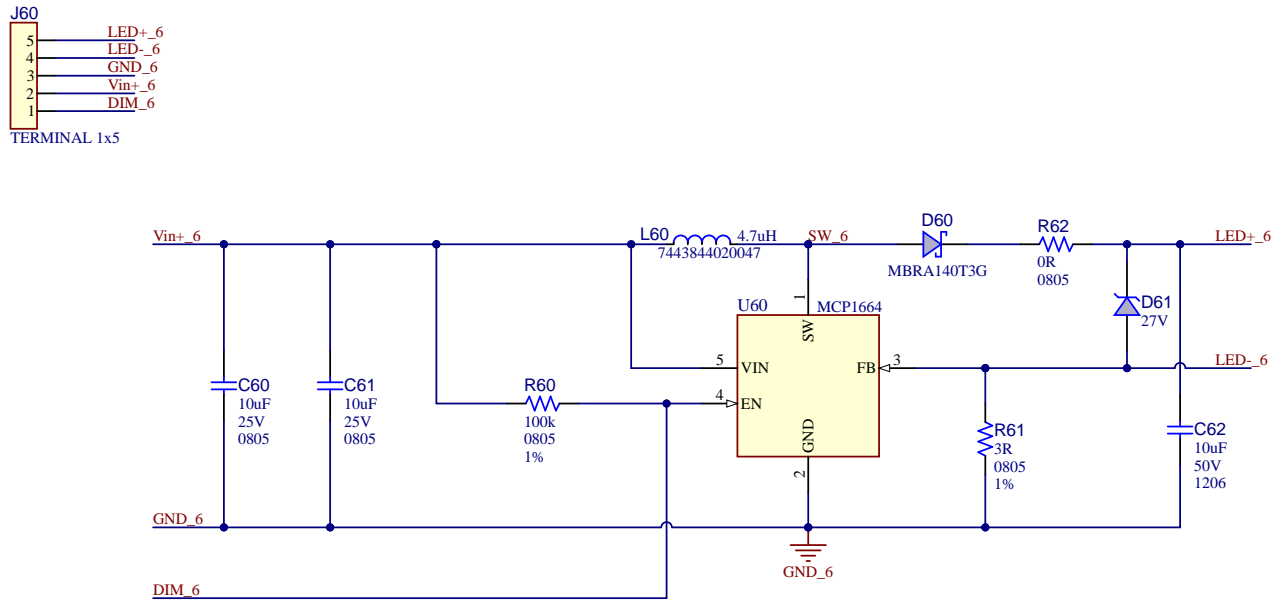 J60
5 LED+_6
4 LED-_6
3 GND_6
2 Vin+_6
1 DIM_6
TERMINAL 1x5
Vin+_6
L60
4.7uH
7443844020047
SW_6
D60
MBRA140T3G
R62
0R
0805
LED+_6
D61
27V
U60
MCP1664
1
SW
5
VIN
FB
3
LED-_6
4
EN
GND
2
C60
10uF
25V
0805
C61
10uF
25V
0805
R60
100k
0805
1%
R61
3R
0805
1%
C62
10uF
50V
1206
GND_6
GND_6
DIM_6